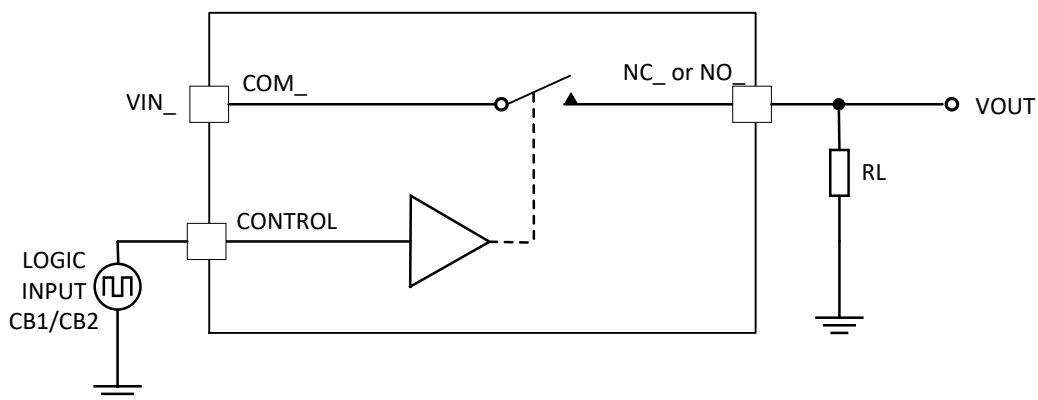 COM_
NC_ or NO_
VIN_
VOUT
RL
CONTROL
LOGIC
INPUT
CB1/CB2